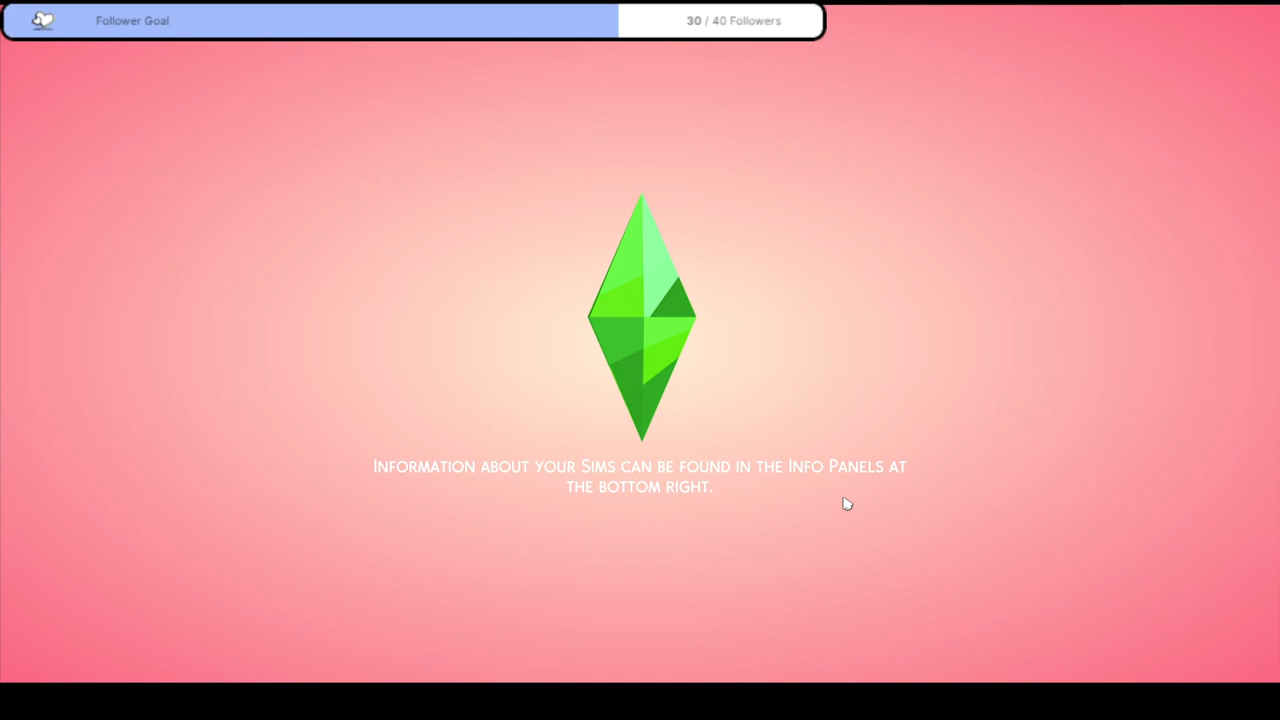 Follower Goal 30 / 40 Followers
INFORMATION ABOUT YOUR SIMS CAN BE FOUND IN THE INFO PANELS AT
THE BOTTOM RIGHT.